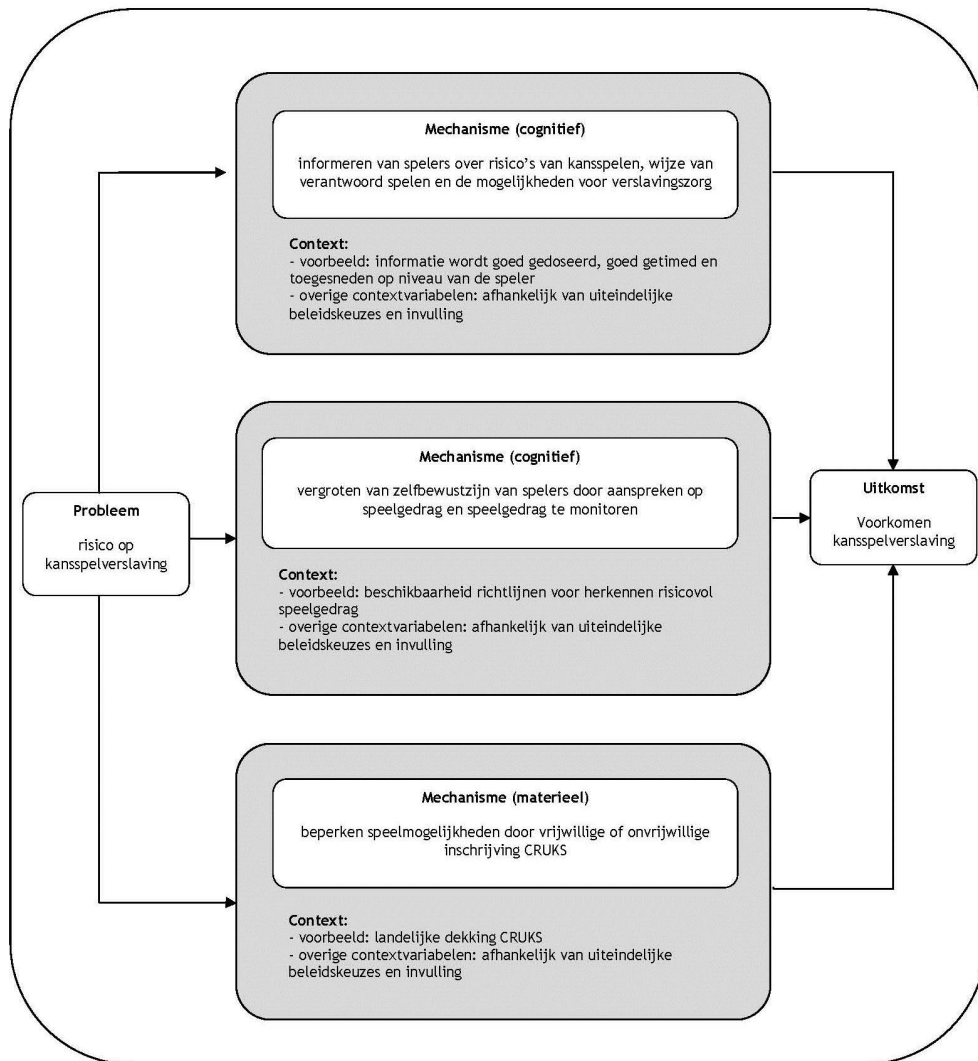 Mechanisme (cognitief)
informeren van spelers over risico's van kansspelen, wijze van
verantwoord spelen en de mogelijkheden voor verslavingszorg
Context:
- voorbeeld: informatie wordt goed gedoseerd, goed getimed en
toegesneden op niveau van de speler
- overige contextvariabelen: afhankelijk van uiteindelijke
beleidskeuzes en invulling
Probleem
risico op
kansspelverslaving
Mechanisme (cognitief)
vergroten van zelfbewustzijn van spelers door aanspreken op
speelgedrag en speelgedrag te monitoren
Context:
- voorbeeld: beschikbaarheid richtlijnen voor herkennen risicovol
speelgedrag
- overige contextvariabelen: afhankelijk van uiteindelijke
beleidskeuzes en invulling
Uitkomst
Voorkomen
kansspelverslaving
Mechanisme (materieel)
beperken speelmogelijkheden door vrijwillige of onvrijwillige
inschrijving CRUKS
Context:
- voorbeeld: landelijke dekking CRUKS
- overige contextvariabelen: afhankelijk van uiteindelijke
beleidskeuzes en invulling